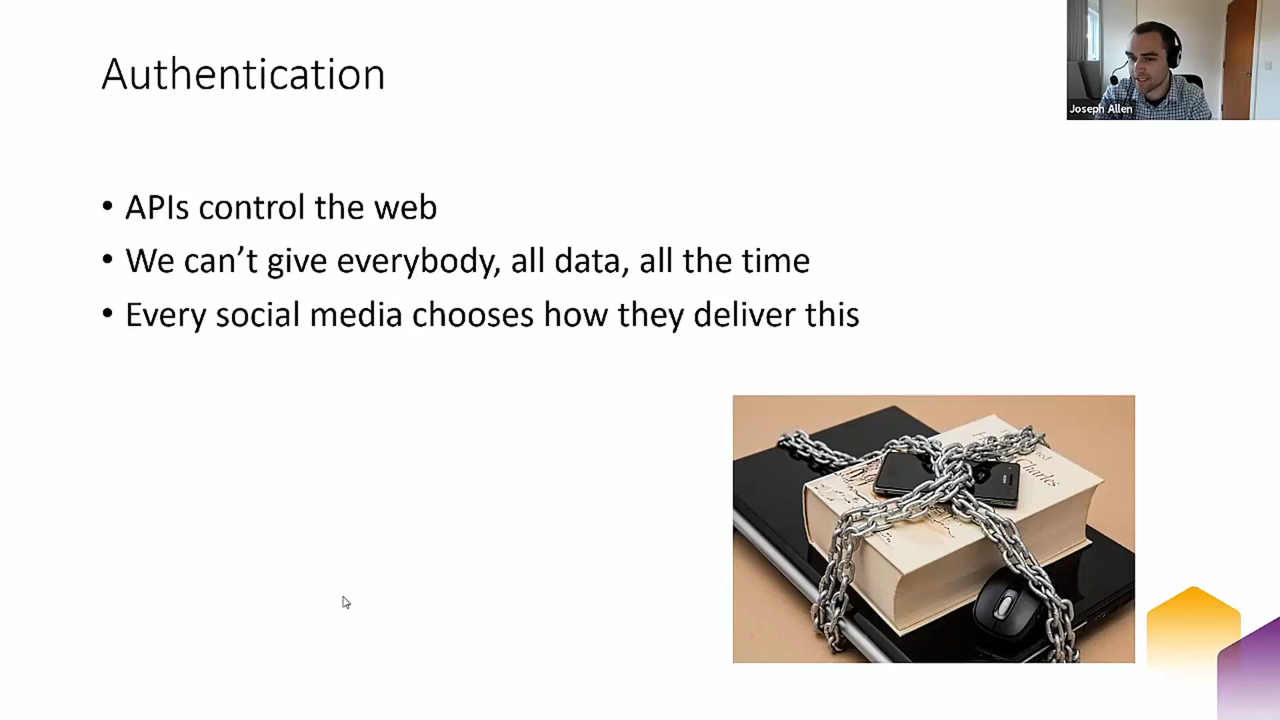 Authentication
Joseph Allen
• APIs control the web
• We can’t give everybody, all data, all the time
• Every social media chooses how they deliver this
Charles